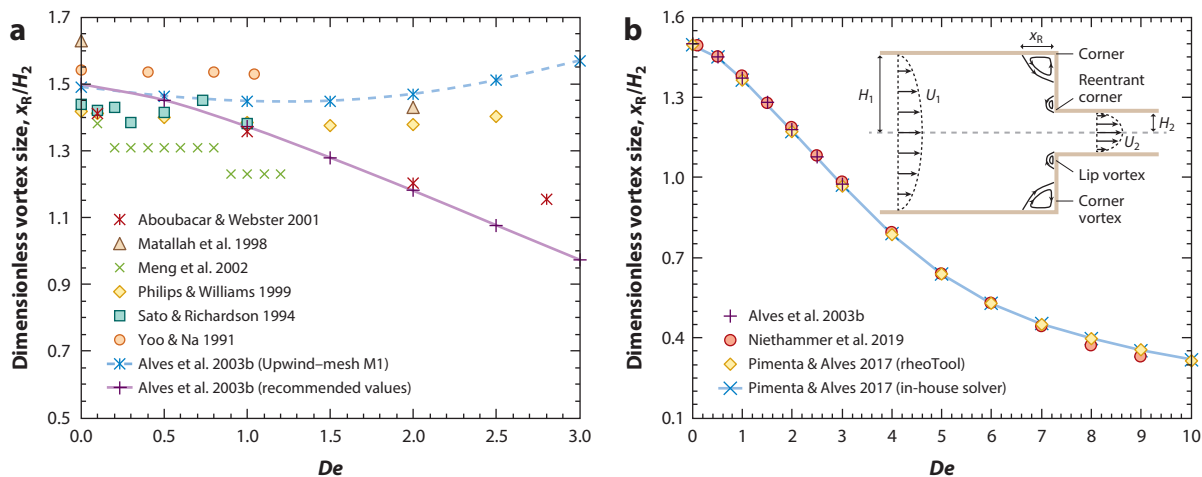 a
Dimensionless vortex size, xR/H2
1.7
1.5
1.3
1.1
0.9
0.7
0.5
0.0 0.5 1.0 1.5 2.0 2.5 3.0
De
Aboubacar & Webster 2001
Matallah et al. 1998
Meng et al. 2002
Philips & Williams 1999
Sato & Richardson 1994
Yoo & Na 1991
Alves et al. 2003b (Upwind–mesh M1)
Alves et al. 2003b (recommended values)
b
Dimensionless vortex size, xR/H2
1.6
1.3
1.0
0.7
0.4
0.1
0 1 2 3 4 5 6 7 8 9 10
De
xR
Corner
Reentrant
corner
H1
U1
H2
U2
Lip vortex
Corner
vortex
Alves et al. 2003b
Niethammer et al. 2019
Pimenta & Alves 2017 (rheoTool)
Pimenta & Alves 2017 (in-house solver)